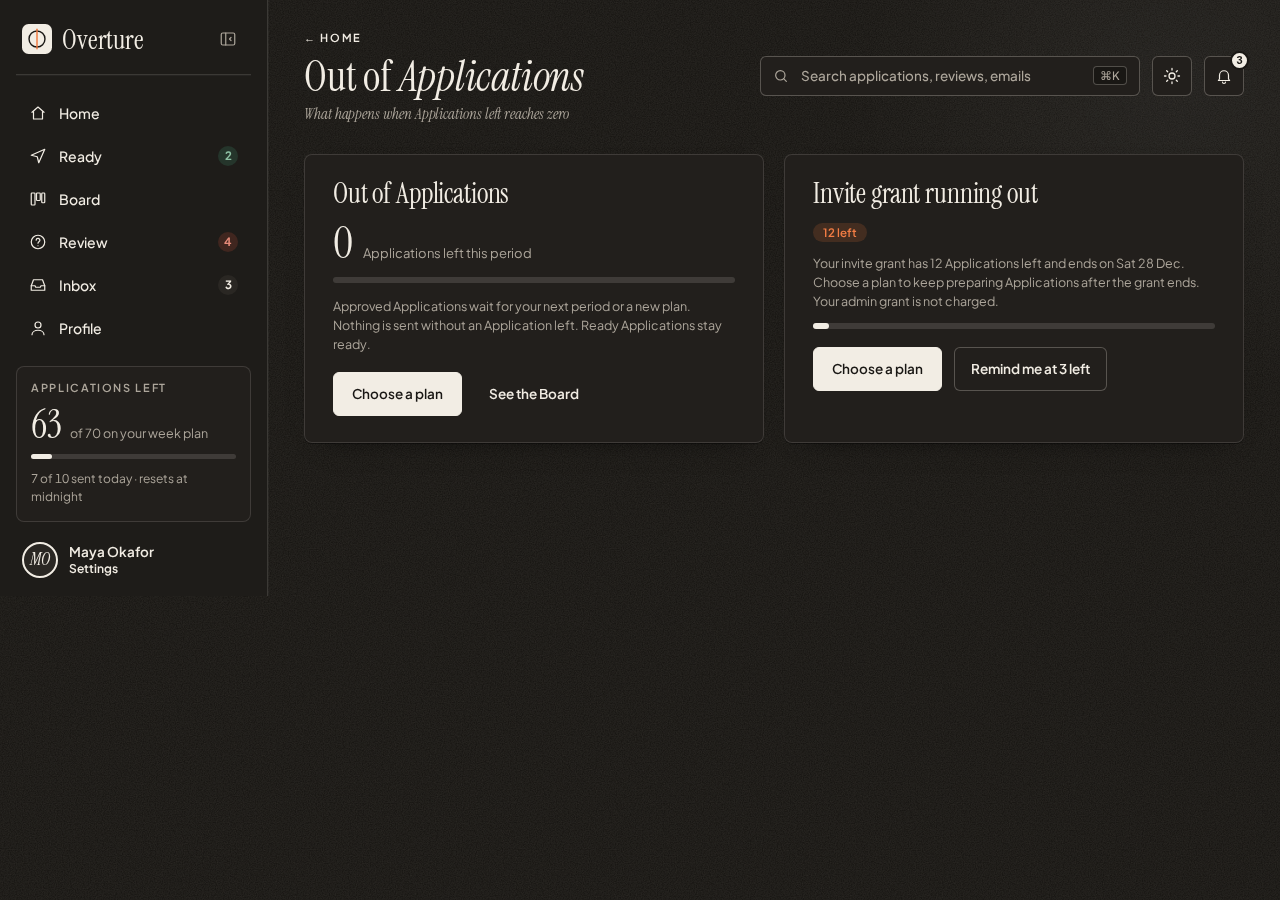 Overture
Home
Ready 2
Board
Review 4
Inbox 3
Profile
APPLICATIONS LEFT
63 of 70 on your week plan
7 of 10 sent today · resets at
midnight
MO
Maya Okafor
Settings
← HOME
Out of Applications
What happens when Applications left reaches zero
Search applications, reviews, emails ⌘K
3
Out of Applications
0 Applications left this period
Approved Applications wait for your next period or a new plan.
Nothing is sent without an Application left. Ready Applications stay
ready.
Choose a plan See the Board
Invite grant running out
12 left
Your invite grant has 12 Applications left and ends on Sat 28 Dec.
Choose a plan to keep preparing Applications after the grant ends.
Your admin grant is not charged.
Choose a plan Remind me at 3 left